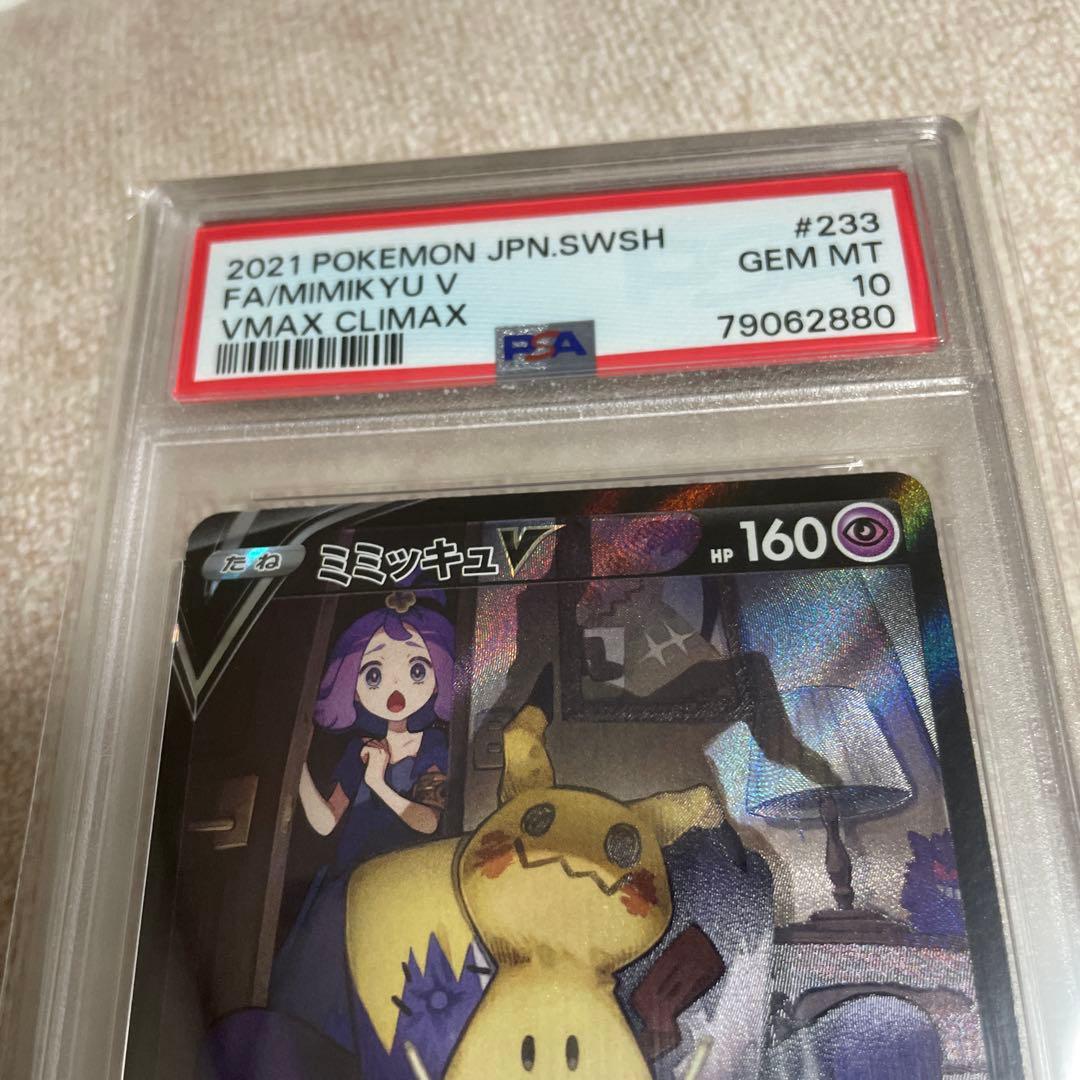 2021 POKEMON JPN.SWSH
FA/MIMIKYU V
VMAX CLIMAX
#233
GEM MT
10
79062880
PSA
たね ミミッキュV HP 160